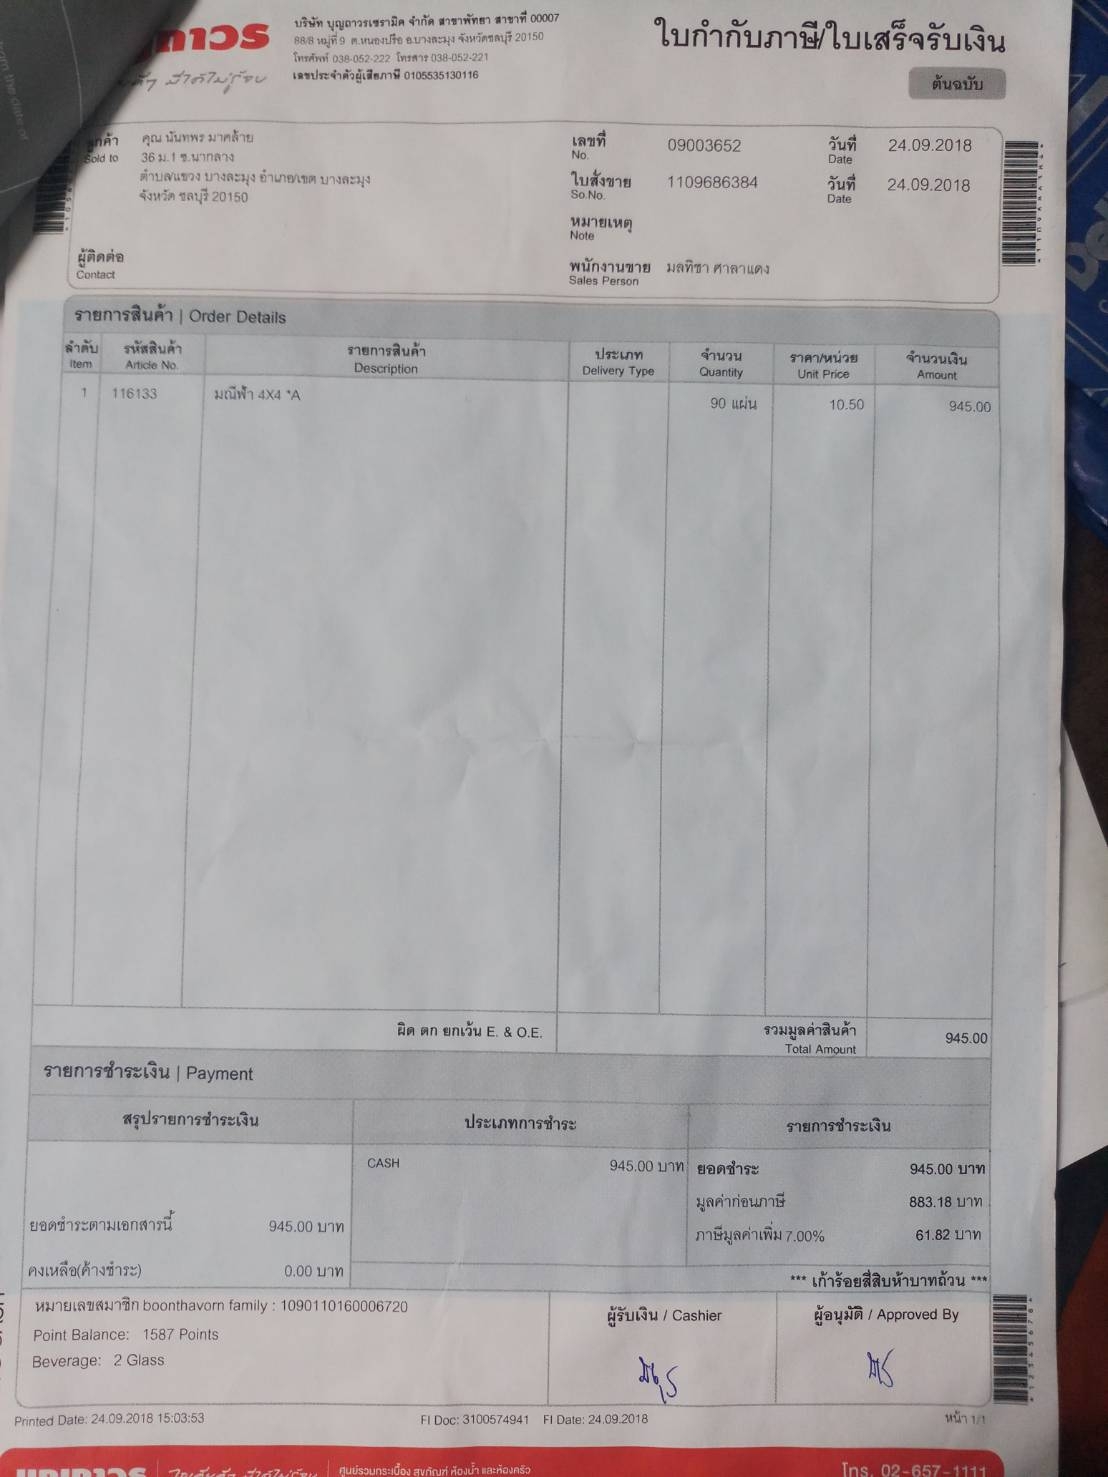 บริษัท บุญถาวรเซรามิค จำกัด สาขาพัทยา สาขาที่ 00007
88/8 หมู่ที่ 9 ต.หนองปรือ อ.บางละมุง จังหวัดชลบุรี 20150
โทรศัพท์ 038-052-222 โทรสาร 038-052-221
เลขประจำตัวผู้เสียภาษี 0105535130116
ใบกำกับภาษี/ใบเสร็จรับเงิน
ต้นฉบับ
ลูกค้า คุณ นันทพร มาคล้าย
Sold to 36 ม.1 ซ.นากลาง
ตำบล/แขวง บางละมุง อำเภอ/เขต บางละมุง
จังหวัด ชลบุรี 20150
ผู้ติดต่อ
Contact
เลขที่ 09003652 วันที่ 24.09.2018
No. Date
ใบสั่งขาย 1109686384 วันที่ 24.09.2018
So.No. Date
หมายเหตุ
Note
พนักงานขาย มลทิชา ศาลาแดง
Sales Person
รายการสินค้า | Order Details
ลำดับ รหัสสินค้า รายการสินค้า ประเภท จำนวน ราคา/หน่วย จำนวนเงิน
Item Article No. Description Delivery Type Quantity Unit Price Amount
1 116133 มณีฟ้า 4X4 *A 90 แผ่น 10.50 945.00
ผิด ตก ยกเว้น E. & O.E. รวมมูลค่าสินค้า 945.00
Total Amount
รายการชำระเงิน | Payment
สรุปรายการชำระเงิน ประเภทการชำระ รายการชำระเงิน
CASH 945.00 บาท ยอดชำระ 945.00 บาท
มูลค่าก่อนภาษี 883.18 บาท
ยอดชำระตามเอกสารนี้ 945.00 บาท ภาษีมูลค่าเพิ่ม 7.00% 61.82 บาท
คงเหลือ(ค้างชำระ) 0.00 บาท
*** เก้าร้อยสี่สิบห้าบาทถ้วน ***
หมายเลขสมาชิก boonthavorn family : 1090110160006720
Point Balance: 1587 Points
Beverage: 2 Glass
ผู้รับเงิน / Cashier ผู้อนุมัติ / Approved By
Printed Date: 24.09.2018 15:03:53 FI Doc: 3100574941 FI Date: 24.09.2018 หน้า 1/1
ศูนย์รวมกระเบื้อง สุขภัณฑ์ ห้องน้ำ และห้องครัว โทร. 02-657-1111